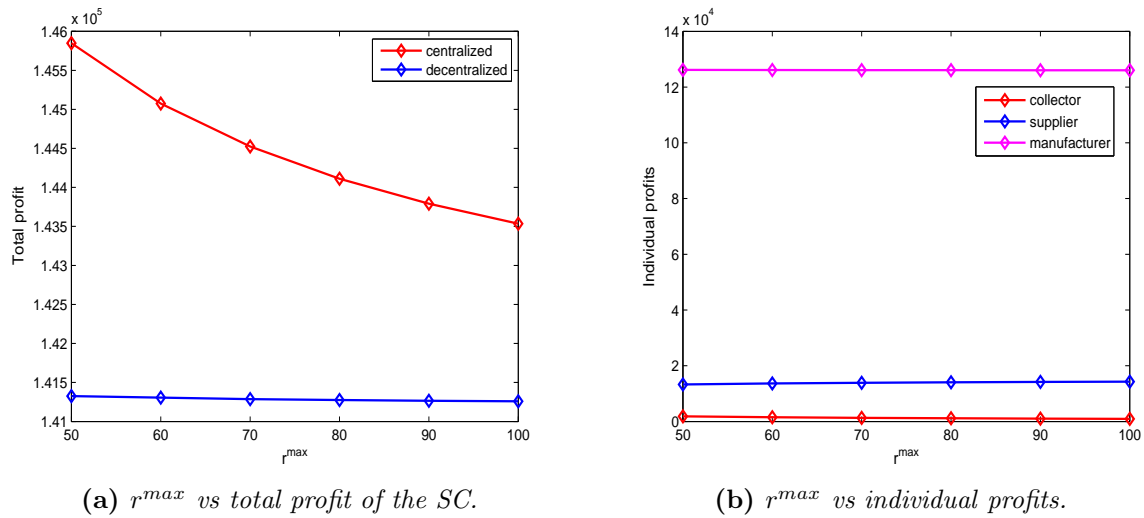 x 10^5
1.46
1.455
1.45
1.445
1.44
1.435
1.43
1.425
1.42
1.415
1.41
Total profit
centralized
decentralized
50 60 70 80 90 100
r^max
(a) r^max vs total profit of the SC.
x 10^4
14
12
10
8
6
4
2
0
Individual profits
collector
supplier
manufacturer
50 60 70 80 90 100
r^max
(b) r^max vs individual profits.